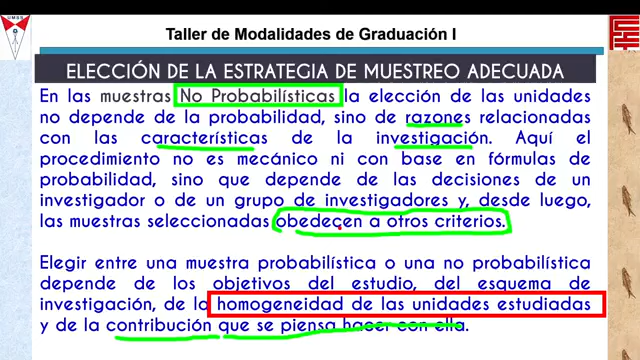 UMSS
Taller de Modalidades de Graduación I
ELECCIÓN DE LA ESTRATEGIA DE MUESTREO ADECUADA
En las muestras No Probabilísticas la elección de las unidades
no depende de la probabilidad, sino de razones relacionadas
con las características de la investigación. Aquí el
procedimiento no es mecánico ni con base en fórmulas de
probabilidad, sino que depende de las decisiones de un
investigador o de un grupo de investigadores y, desde luego,
las muestras seleccionadas obedecen a otros criterios.
Elegir entre una muestra probabilística o una no probabilística
depende de los objetivos del estudio, del esquema de
investigación, de la homogeneidad de las unidades estudiadas
y de la contribución que se piensa hacer con ella.